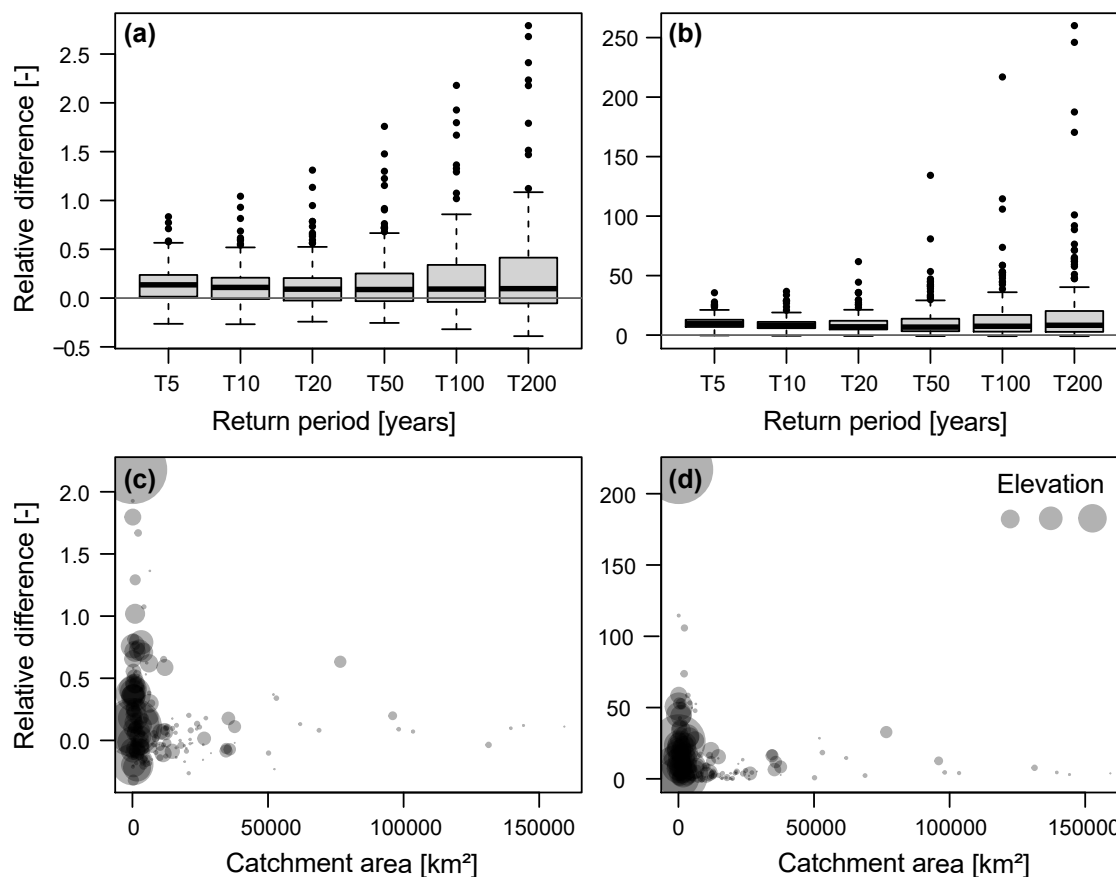 (a)
Relative difference [-]
2.5
2.0
1.5
1.0
0.5
0.0
−0.5
T5 T10 T20 T50 T100 T200
Return period [years]
(b)
250
200
150
100
50
0
T5 T10 T20 T50 T100 T200
Return period [years]
(c)
Relative difference [-]
2.0
1.5
1.0
0.5
0.0
0 50000 100000 150000
Catchment area [km²]
(d)
Elevation
200
150
100
50
0
0 50000 100000 150000
Catchment area [km²]